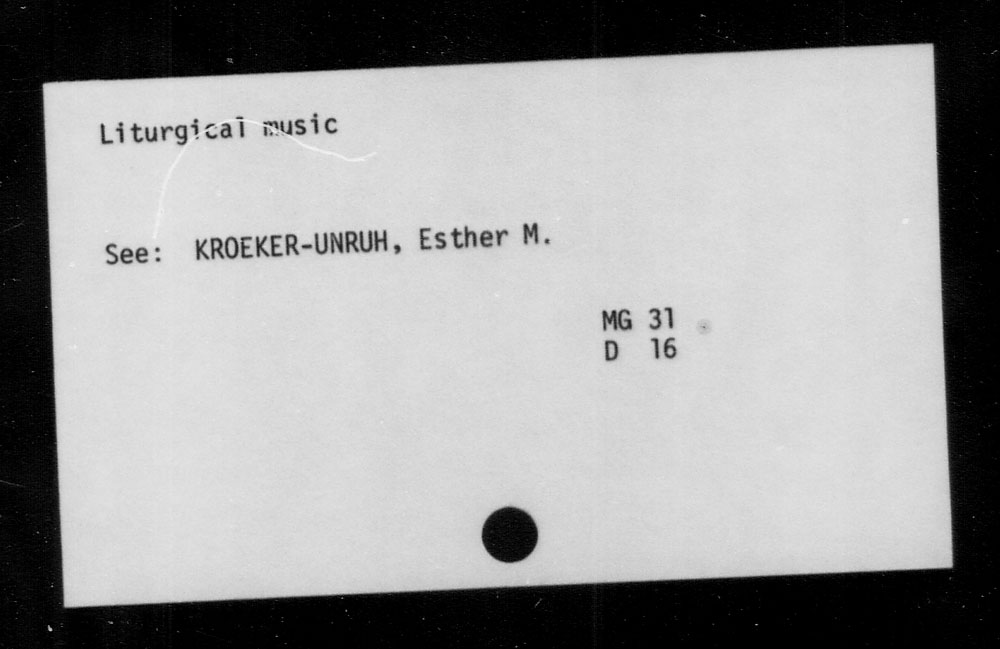 Liturgical music
See: KROEKER-UNRUH, Esther M.
MG 31
D 16